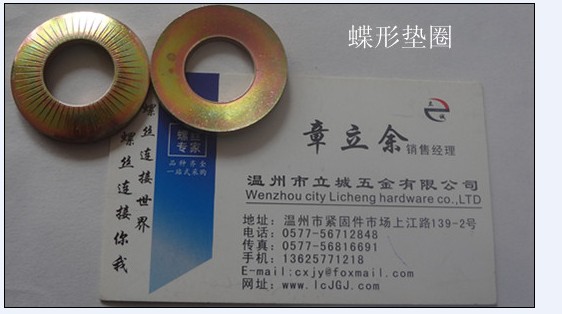 蝶形垫圈
立诚
章立余 销售经理
螺丝
专家
品种齐全
一站式采购
螺丝连接世界
螺丝连接你我
温州市立城五金有限公司
Wenzhou city Licheng hardware co.,LTD
地址：温州市紧固件市场上江路139-2号
电话：0577-56712848
传真：0577-56816691
手机：13625771218
E-mail:cxjy@foxmail.com
网址：www.lcJGJ.com